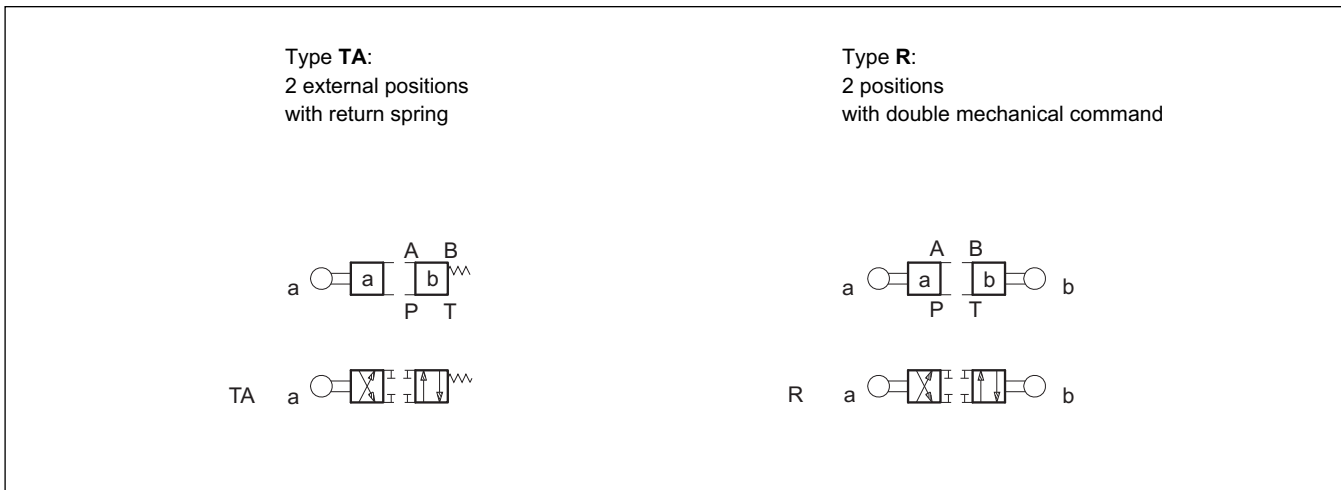 Type TA:
2 external positions
with return spring
A B
a a b
P T
TA a
Type R:
2 positions
with double mechanical command
A B
a a b b
P T
R a b